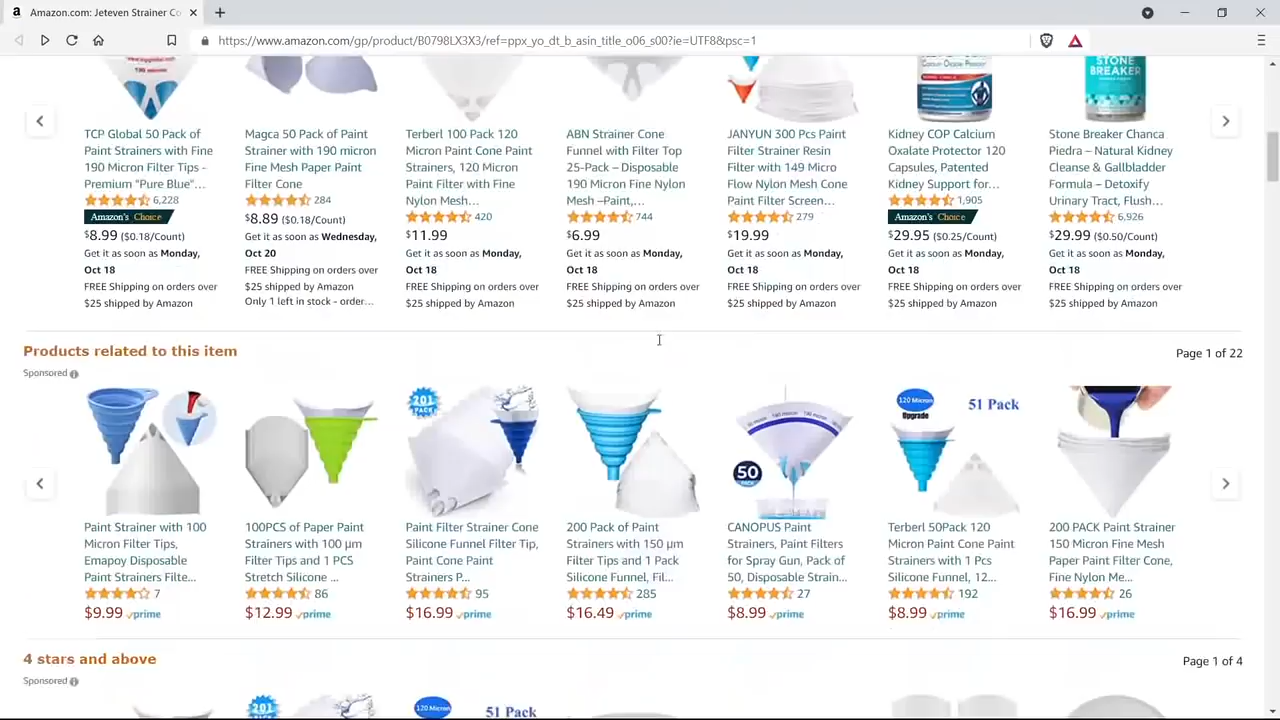 Amazon.com: Jeteven Strainer Co
https://www.amazon.com/gp/product/B0798LX3X3/ref=ppx_yo_dt_b_asin_title_o06_s00?ie=UTF8&psc=1
TCP Global 50 Pack of
Paint Strainers with Fine
190 Micron Filter Tips -
Premium "Pure Blue"...
6,228
Amazon's Choice
$8.99 ($0.18/Count)
Get it as soon as Monday,
Oct 18
FREE Shipping on orders over
$25 shipped by Amazon
Magca 50 Pack of Paint
Strainer with 190 micron
Fine Mesh Paper Paint
Filter Cone
284
$8.89 ($0.18/Count)
Get it as soon as Wednesday,
Oct 20
FREE Shipping on orders over
$25 shipped by Amazon
Only 1 left in stock - order...
Terberl 100 Pack 120
Micron Paint Cone Paint
Strainers, 120 Micron
Paint Filter with Fine
Nylon Mesh...
420
$11.99
Get it as soon as Monday,
Oct 18
FREE Shipping on orders over
$25 shipped by Amazon
ABN Strainer Cone
Funnel with Filter Top
25-Pack – Disposable
190 Micron Fine Nylon
Mesh –Paint,...
744
$6.99
Get it as soon as Monday,
Oct 18
FREE Shipping on orders over
$25 shipped by Amazon
JANYUN 300 Pcs Paint
Filter Strainer Resin
Filter with 149 Micro
Flow Nylon Mesh Cone
Paint Filter Screen...
279
$19.99
Get it as soon as Monday,
Oct 18
FREE Shipping on orders over
$25 shipped by Amazon
Calcium Oxalate Protector
Kidney COP Calcium
Oxalate Protector 120
Capsules, Patented
Kidney Support for...
1,905
Amazon's Choice
$29.95 ($0.25/Count)
Get it as soon as Monday,
Oct 18
FREE Shipping on orders over
$25 shipped by Amazon
STONE
BREAKER
Stone Breaker Chanca
Piedra – Natural Kidney
Cleanse & Gallbladder
Formula – Detoxify
Urinary Tract, Flush...
6,926
$29.99 ($0.50/Count)
Get it as soon as Monday,
Oct 18
FREE Shipping on orders over
$25 shipped by Amazon
Products related to this item
Page 1 of 22
Sponsored
Paint Strainer with 100
Micron Filter Tips,
Emapoy Disposable
Paint Strainers Filte...
7
$9.99 prime
100PCS of Paper Paint
Strainers with 100 μm
Filter Tips and 1 PCS
Stretch Silicone ...
86
$12.99 prime
201
PACK
Paint Filter Strainer Cone
Silicone Funnel Filter Tip,
Paint Cone Paint
Strainers P...
95
$16.99 prime
200 Pack of Paint
Strainers with 150 μm
Filter Tips and 1 Pack
Silicone Funnel, Fil...
285
$16.49 prime
50
CANOPUS Paint
Strainers, Paint Filters
for Spray Gun, Pack of
50, Disposable Strain...
27
$8.99 prime
120 Micron
Upgrade
51 Pack
Terberl 50Pack 120
Micron Paint Cone Paint
Strainers with 1 Pcs
Silicone Funnel, 12...
192
$8.99 prime
200 PACK Paint Strainer
150 Micron Fine Mesh
Paper Paint Filter Cone,
Fine Nylon Me...
26
$16.99 prime
4 stars and above
Page 1 of 4
Sponsored
201
120 Micron
51 Pack